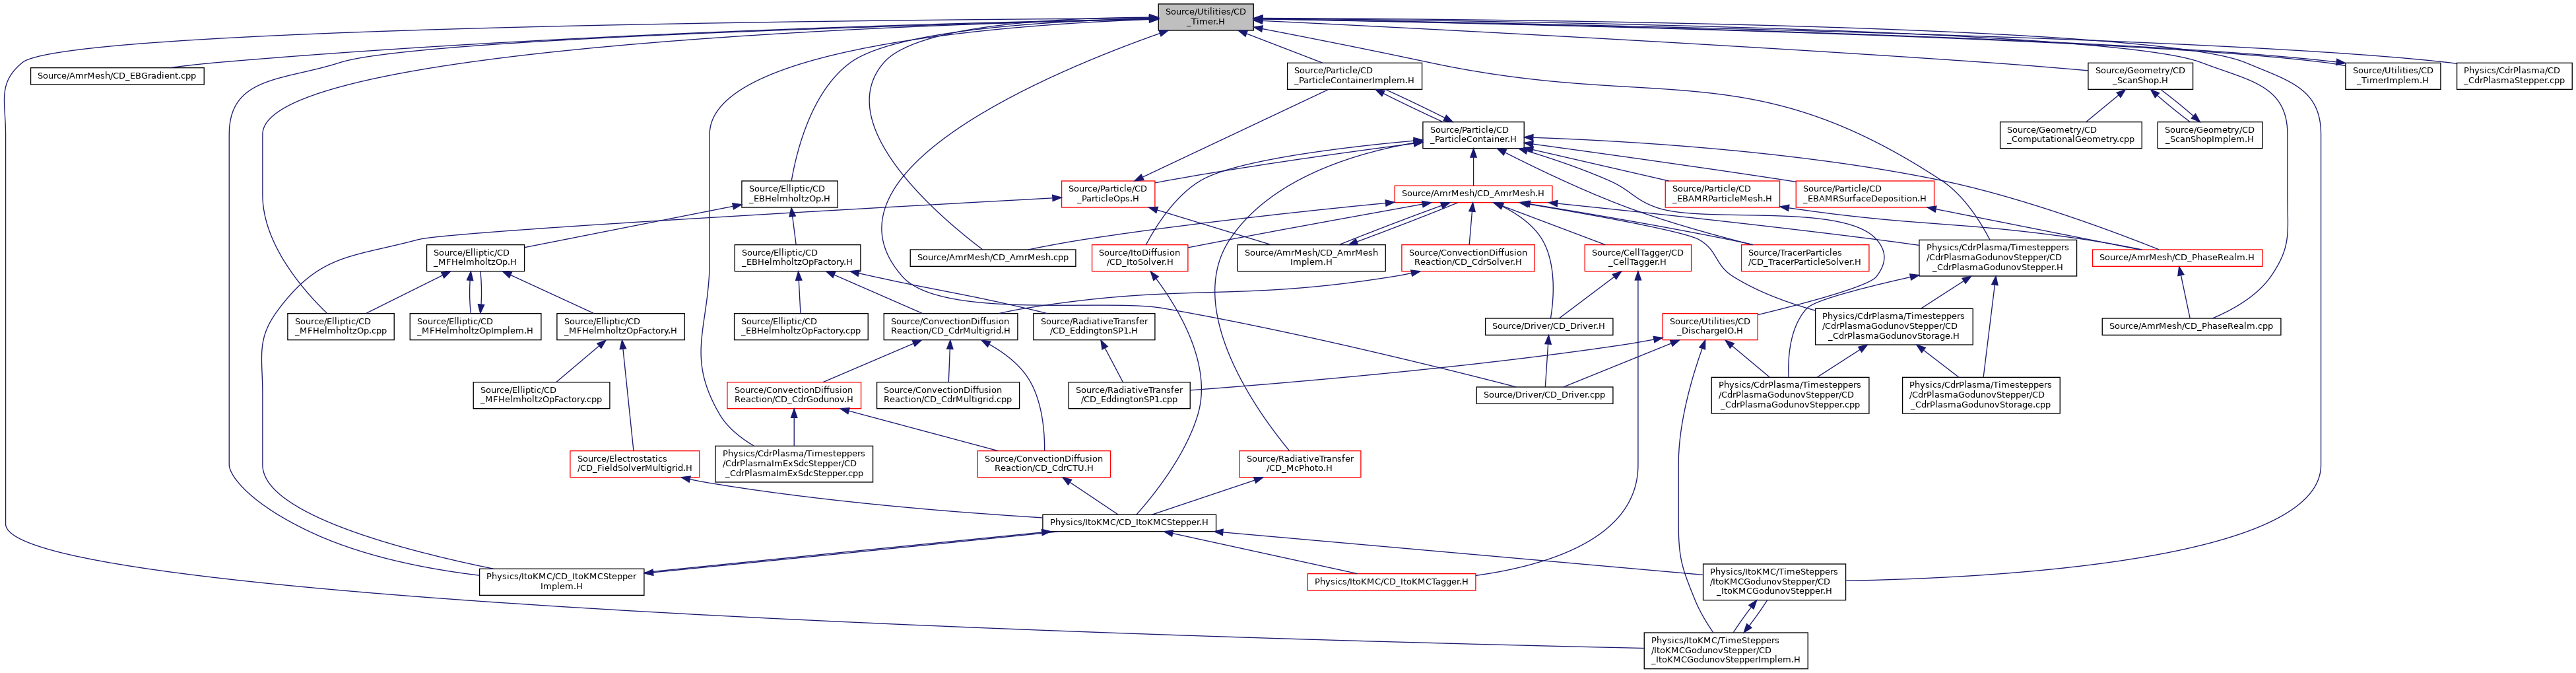 Source/Utilities/CD
_Timer.H
Source/AmrMesh/CD_EBGradient.cpp
Source/Particle/CD
_ParticleContainerImplem.H
Source/Geometry/CD
_ScanShop.H
Source/Utilities/CD
_TimerImplem.H
Physics/CdrPlasma/CD
_CdrPlasmaStepper.cpp
Source/Particle/CD
_ParticleContainer.H
Source/Geometry/CD
_ComputationalGeometry.cpp
Source/Geometry/CD
_ScanShopImplem.H
Source/Elliptic/CD
_EBHelmholtzOp.H
Source/Particle/CD
_ParticleOps.H
Source/AmrMesh/CD_AmrMesh.H
Source/Particle/CD
_EBAMRParticleMesh.H
Source/Particle/CD
_EBAMRSurfaceDeposition.H
Source/Elliptic/CD
_MFHelmholtzOp.H
Source/Elliptic/CD
_EBHelmholtzOpFactory.H
Source/AmrMesh/CD_AmrMesh.cpp
Source/ItoDiffusion
/CD_ItoSolver.H
Source/AmrMesh/CD_AmrMesh
Implem.H
Source/ConvectionDiffusion
Reaction/CD_CdrSolver.H
Source/CellTagger/CD
_CellTagger.H
Source/TracerParticles
/CD_TracerParticleSolver.H
Physics/CdrPlasma/Timesteppers
/CdrPlasmaGodunovStepper/CD
_CdrPlasmaGodunovStepper.H
Source/AmrMesh/CD_PhaseRealm.H
Source/Elliptic/CD
_MFHelmholtzOp.cpp
Source/Elliptic/CD
_MFHelmholtzOpImplem.H
Source/Elliptic/CD
_MFHelmholtzOpFactory.H
Source/Elliptic/CD
_EBHelmholtzOpFactory.cpp
Source/ConvectionDiffusion
Reaction/CD_CdrMultigrid.H
Source/RadiativeTransfer
/CD_EddingtonSP1.H
Source/Driver/CD_Driver.H
Source/Utilities/CD
_DischargeIO.H
Physics/CdrPlasma/Timesteppers
/CdrPlasmaGodunovStepper/CD
_CdrPlasmaGodunovStorage.H
Source/AmrMesh/CD_PhaseRealm.cpp
Source/Elliptic/CD
_MFHelmholtzOpFactory.cpp
Source/ConvectionDiffusion
Reaction/CD_CdrGodunov.H
Source/ConvectionDiffusion
Reaction/CD_CdrMultigrid.cpp
Source/RadiativeTransfer
/CD_EddingtonSP1.cpp
Source/Driver/CD_Driver.cpp
Physics/CdrPlasma/Timesteppers
/CdrPlasmaGodunovStepper/CD
_CdrPlasmaGodunovStepper.cpp
Physics/CdrPlasma/Timesteppers
/CdrPlasmaGodunovStepper/CD
_CdrPlasmaGodunovStorage.cpp
Source/Electrostatics
/CD_FieldSolverMultigrid.H
Physics/CdrPlasma/Timesteppers
/CdrPlasmaImExSdcStepper/CD
_CdrPlasmaImExSdcStepper.cpp
Source/ConvectionDiffusion
Reaction/CD_CdrCTU.H
Source/RadiativeTransfer
/CD_McPhoto.H
Physics/ItoKMC/CD_ItoKMCStepper.H
Physics/ItoKMC/CD_ItoKMCStepper
Implem.H
Physics/ItoKMC/CD_ItoKMCTagger.H
Physics/ItoKMC/TimeSteppers
/ItoKMCGodunovStepper/CD
_ItoKMCGodunovStepper.H
Physics/ItoKMC/TimeSteppers
/ItoKMCGodunovStepper/CD
_ItoKMCGodunovStepperImplem.H